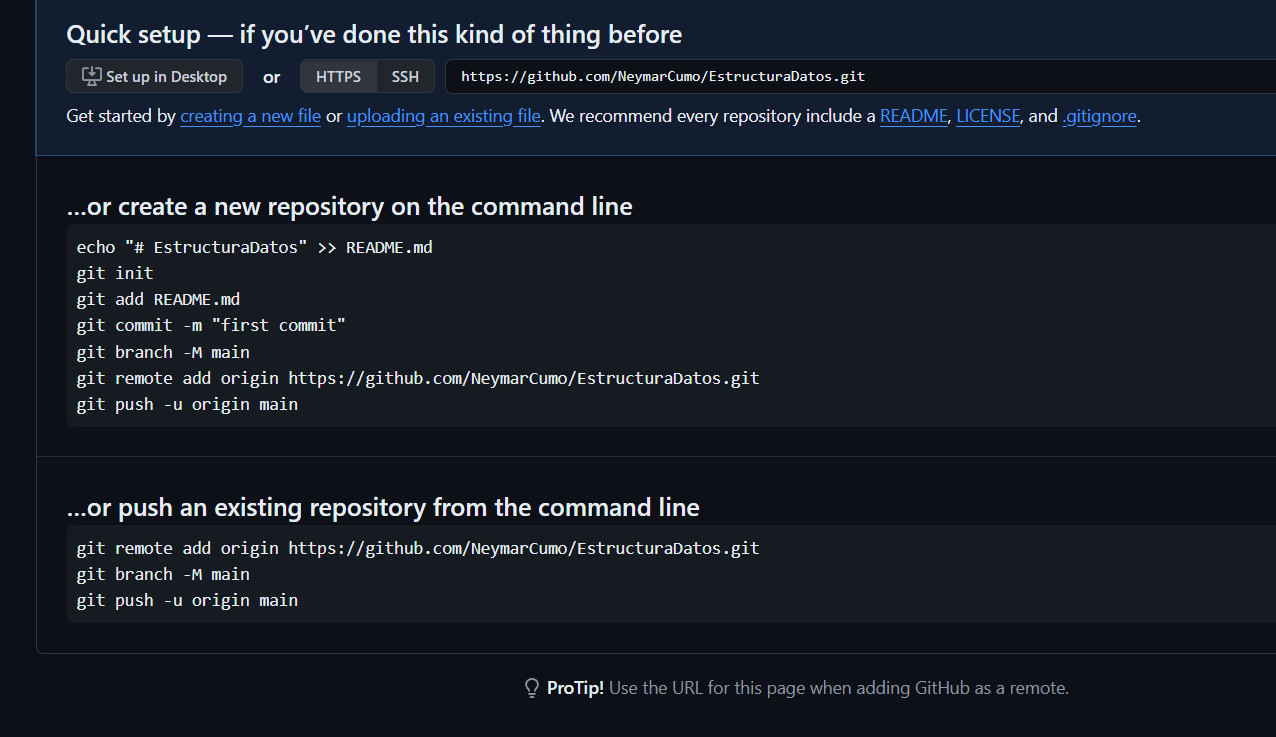 Quick setup — if you’ve done this kind of thing before
Set up in Desktop or HTTPS SSH https://github.com/NeymarCumo/EstructuraDatos.git
Get started by creating a new file or uploading an existing file. We recommend every repository include a README, LICENSE, and .gitignore.
…or create a new repository on the command line
echo "# EstructuraDatos" >> README.md
git init
git add README.md
git commit -m "first commit"
git branch -M main
git remote add origin https://github.com/NeymarCumo/EstructuraDatos.git
git push -u origin main
…or push an existing repository from the command line
git remote add origin https://github.com/NeymarCumo/EstructuraDatos.git
git branch -M main
git push -u origin main
ProTip! Use the URL for this page when adding GitHub as a remote.